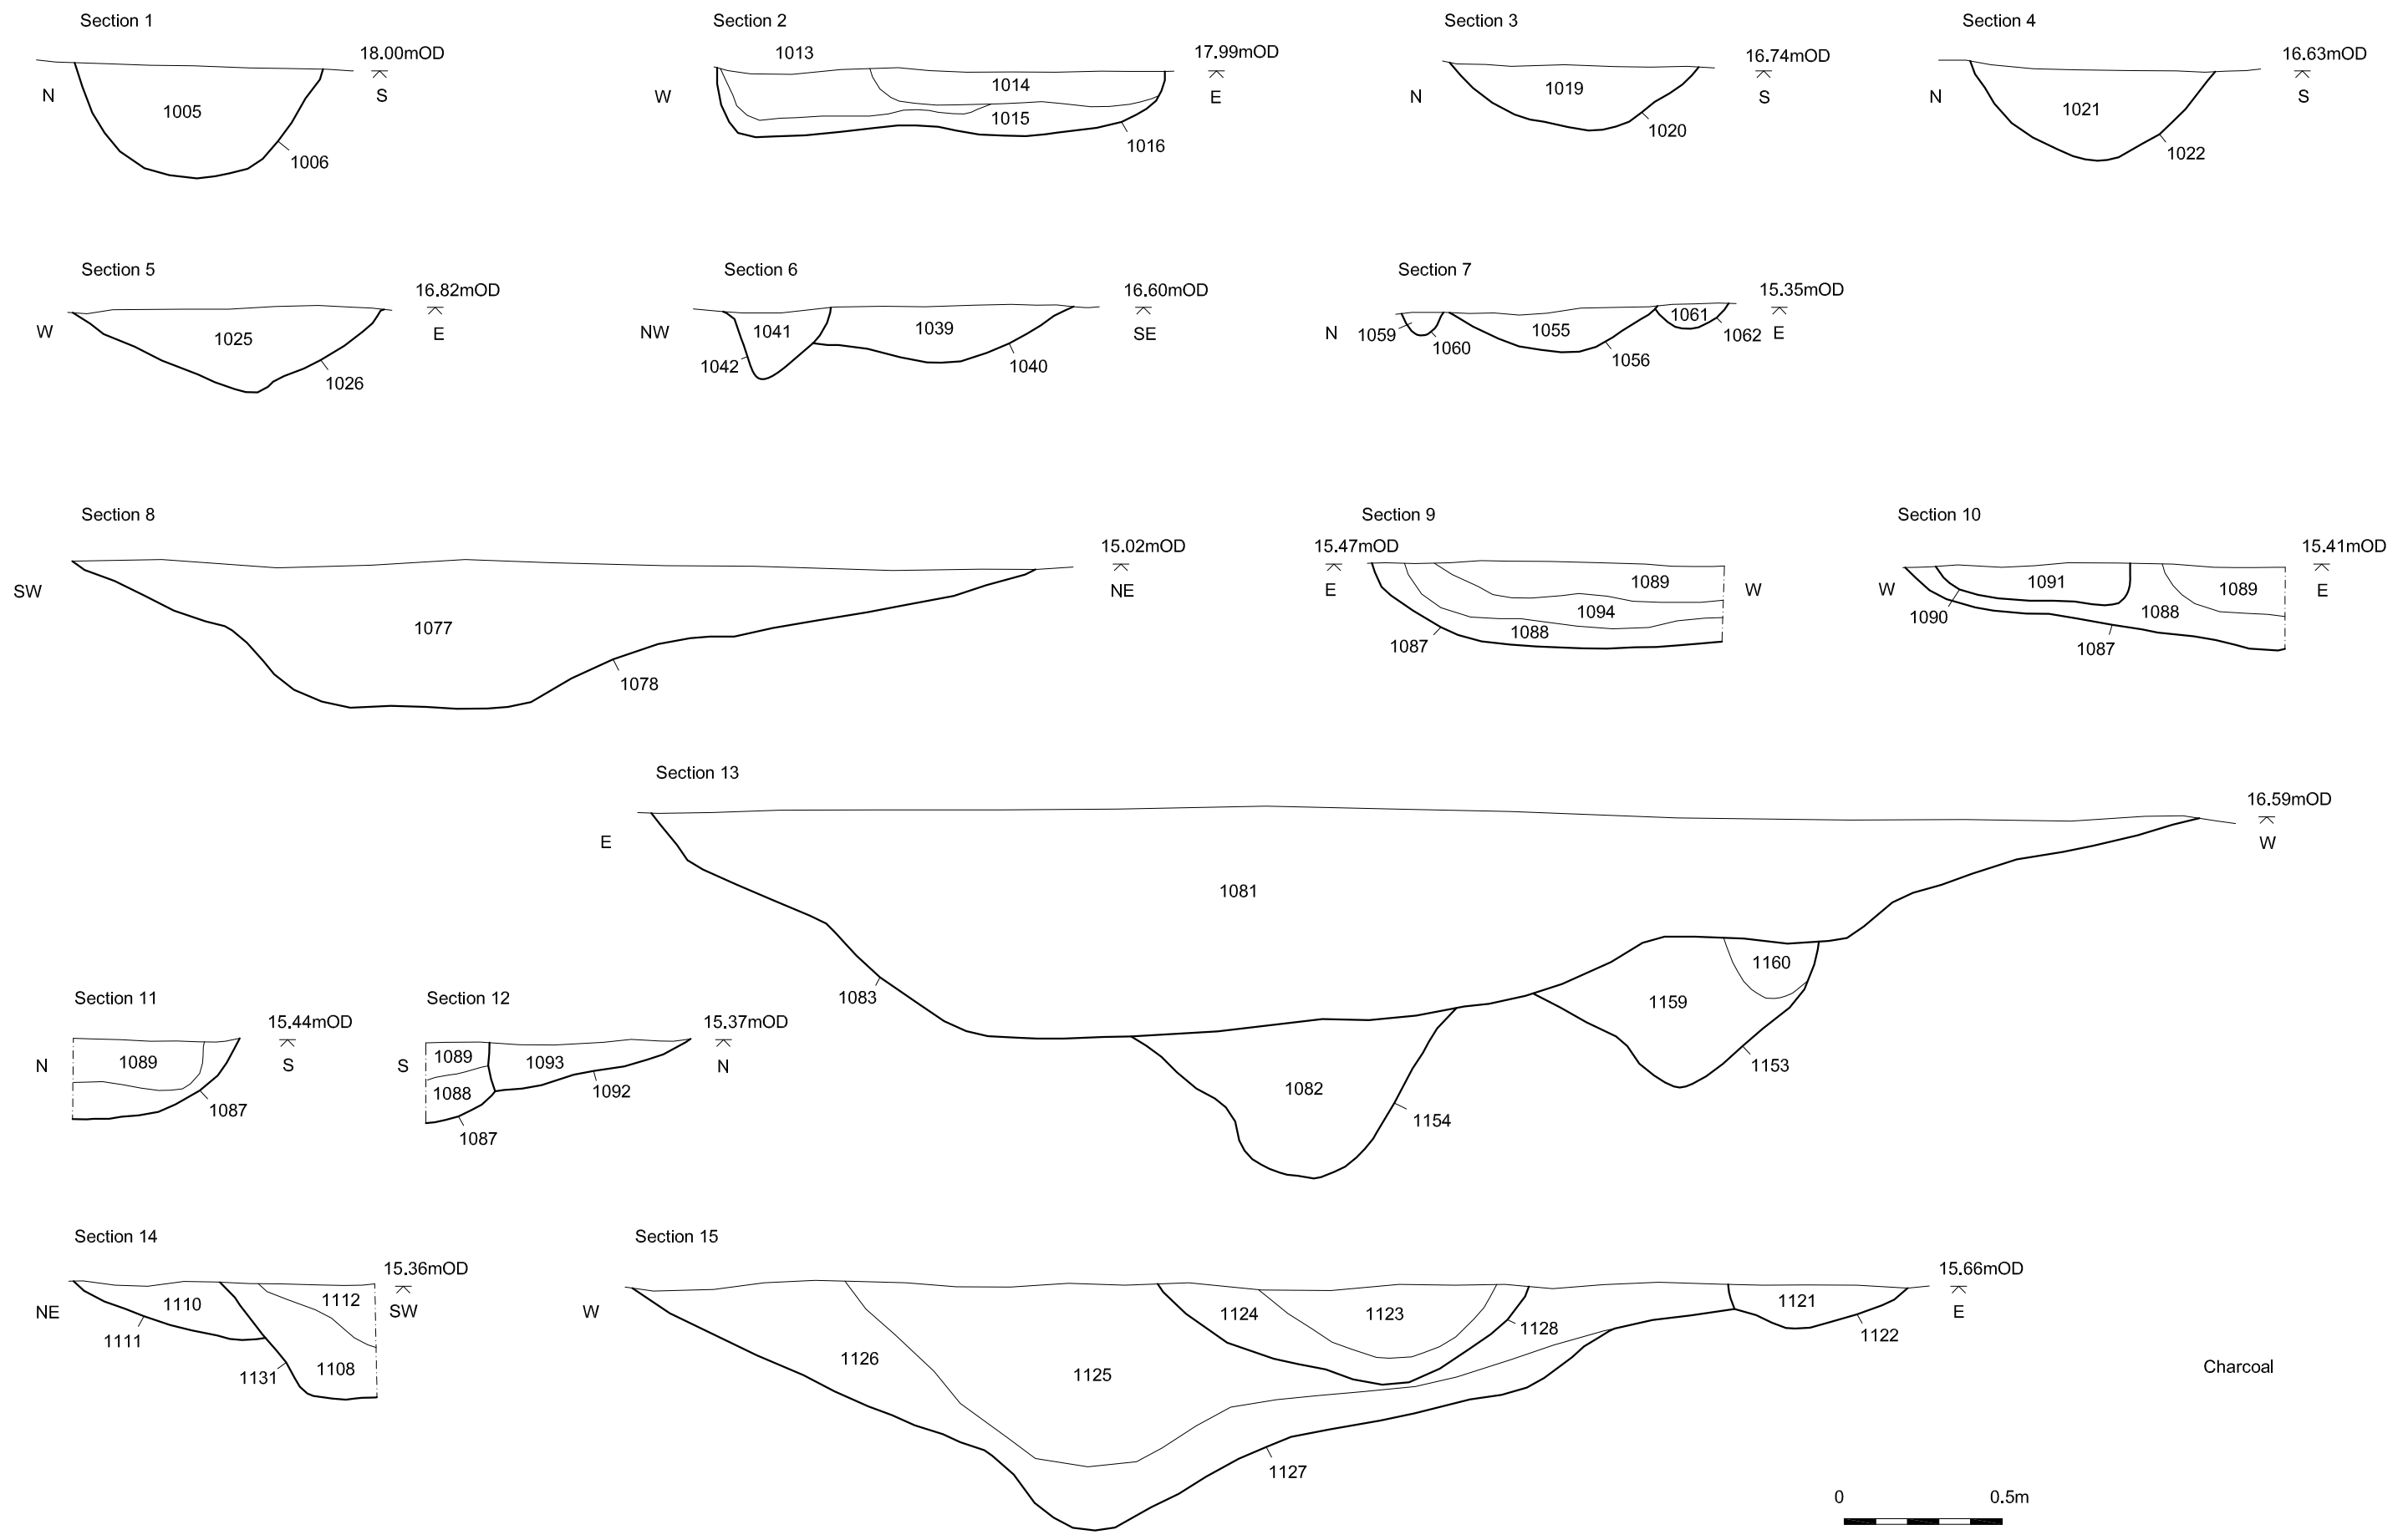 Section 1
18.00mOD
N
S
1005
1006
Section 2
1013
17.99mOD
W
E
1014
1015
1016
Section 3
16.74mOD
N
S
1019
1020
Section 4
16.63mOD
N
S
1021
1022
Section 5
16.82mOD
W
E
1025
1026
Section 6
16.60mOD
NW
SE
1041
1039
1042
1040
Section 7
15.35mOD
N
E
1059
1060
1055
1056
1061
1062
Section 8
15.02mOD
SW
NE
1077
1078
Section 9
15.47mOD
E
W
1089
1094
1088
1087
Section 10
15.41mOD
W
E
1091
1089
1090
1088
1087
Section 13
16.59mOD
E
W
1081
1083
1160
1159
1153
1082
1154
Section 11
15.44mOD
N
S
1089
1087
Section 12
15.37mOD
S
N
1089
1093
1088
1092
1087
Section 14
15.36mOD
NE
SW
1110
1112
1111
1108
1131
Section 15
15.66mOD
W
E
1124
1123
1121
1128
1122
1126
1125
1127
Charcoal
0 0.5m